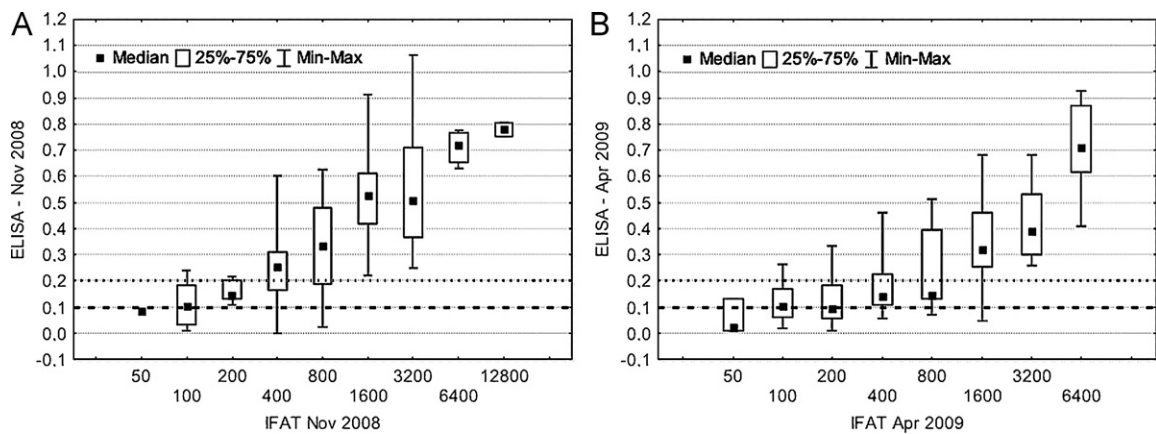 A
ELISA - Nov 2008
1.2
1.1
1.0
0.9
0.8
0.7
0.6
0.5
0.4
0.3
0.2
0.1
0.0
-0.1
Median 25%-75% Min-Max
50 200 800 3200 12800
100 400 1600 6400
IFAT Nov 2008
B
ELISA - Apr 2009
1.2
1.1
1.0
0.9
0.8
0.7
0.6
0.5
0.4
0.3
0.2
0.1
0.0
-0.1
Median 25%-75% Min-Max
50 200 800 3200
100 400 1600 6400
IFAT Apr 2009